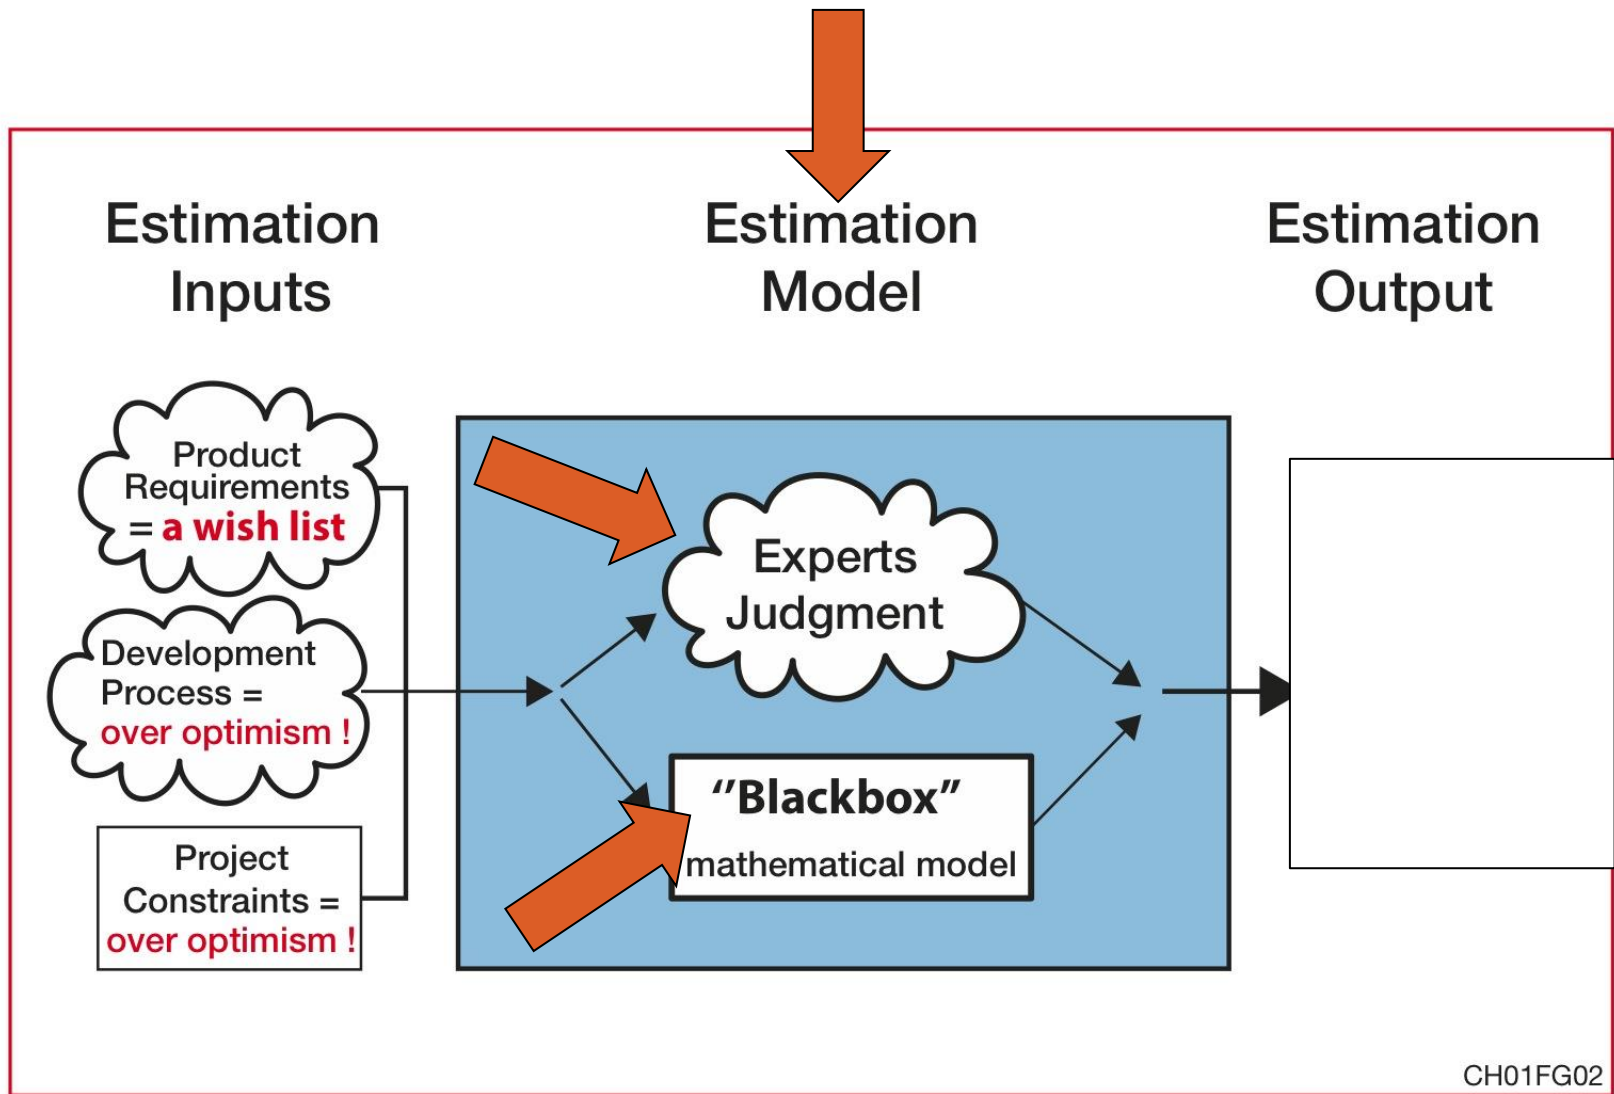 Estimation
Inputs
Estimation
Model
Estimation
Output
Product
Requirements
= a wish list
Development
Process =
over optimism !
Project
Constraints =
over optimism !
Experts
Judgment
‘‘Blackbox”
mathematical model
CH01FG02